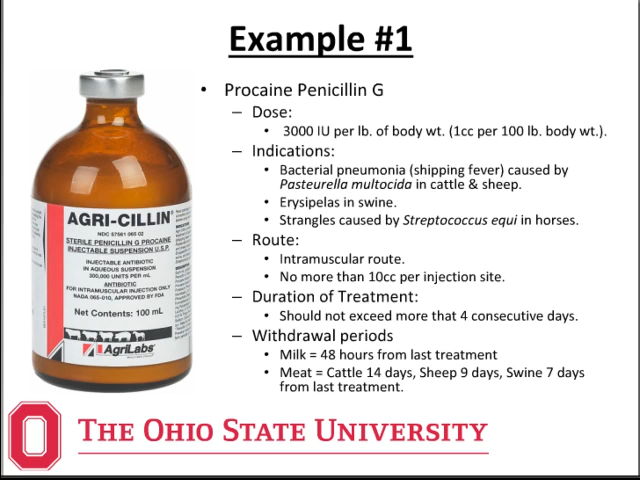 Example #1
• Procaine Penicillin G
– Dose:
• 3000 IU per lb. of body wt. (1cc per 100 lb. body wt.).
– Indications:
• Bacterial pneumonia (shipping fever) caused by
Pasteurella multocida in cattle & sheep.
• Erysipelas in swine.
• Strangles caused by Streptococcus equi in horses.
– Route:
• Intramuscular route.
• No more than 10cc per injection site.
– Duration of Treatment:
• Should not exceed more that 4 consecutive days.
– Withdrawal periods
• Milk = 48 hours from last treatment
• Meat = Cattle 14 days, Sheep 9 days, Swine 7 days
from last treatment.
AGRI-CILLIN
STERILE PENICILLIN G PROCAINE
INJECTABLE SUSPENSION U.S.P.
INJECTABLE ANTIBIOTIC
IN AQUEOUS SUSPENSION
300,000 UNITS PER mL
ANTIBIOTIC
FOR INTRAMUSCULAR INJECTION ONLY
NADA 065-010, APPROVED BY FDA
Net Contents: 100 mL
AgriLabs
THE OHIO STATE UNIVERSITY